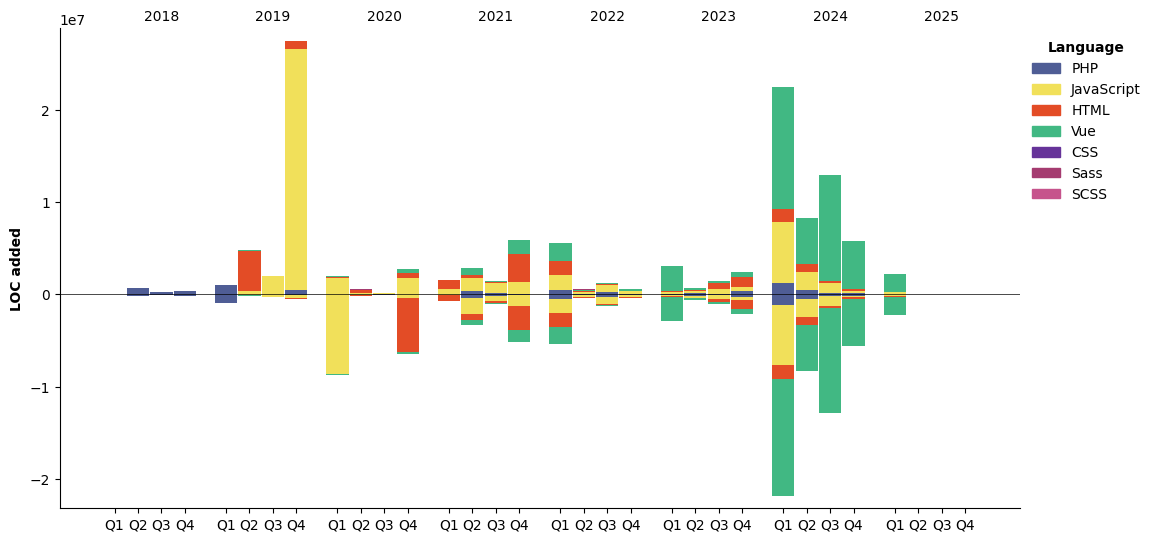 2018 2019 2020 2021 2022 2023 2024 2025
1e7
Language
PHP
JavaScript
HTML
Vue
CSS
Sass
SCSS
LOC added
2
1
0
−1
−2
Q1 Q2 Q3 Q4 Q1 Q2 Q3 Q4 Q1 Q2 Q3 Q4 Q1 Q2 Q3 Q4 Q1 Q2 Q3 Q4 Q1 Q2 Q3 Q4 Q1 Q2 Q3 Q4 Q1 Q2 Q3 Q4